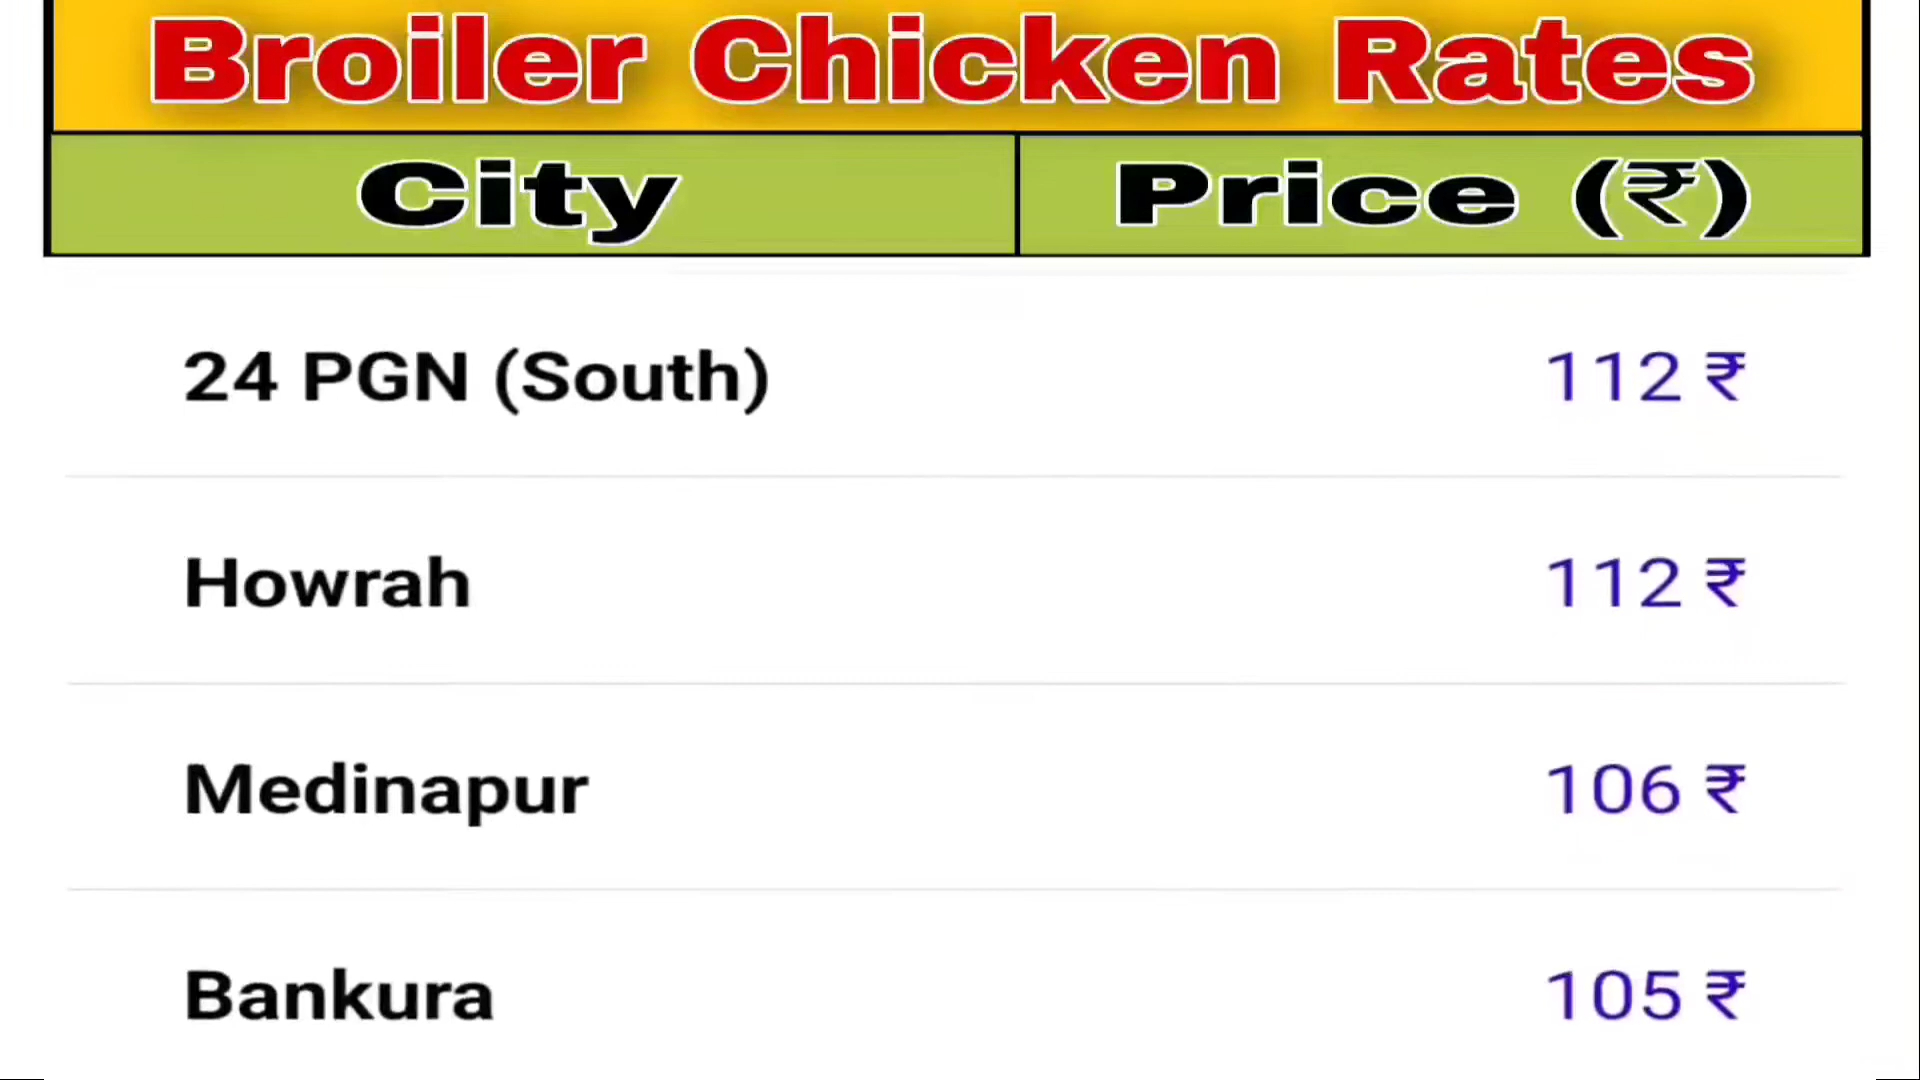 Broiler Chicken Rates
City Price (₹)
24 PGN (South) 112 ₹
Howrah 112 ₹
Medinapur 106 ₹
Bankura 105 ₹